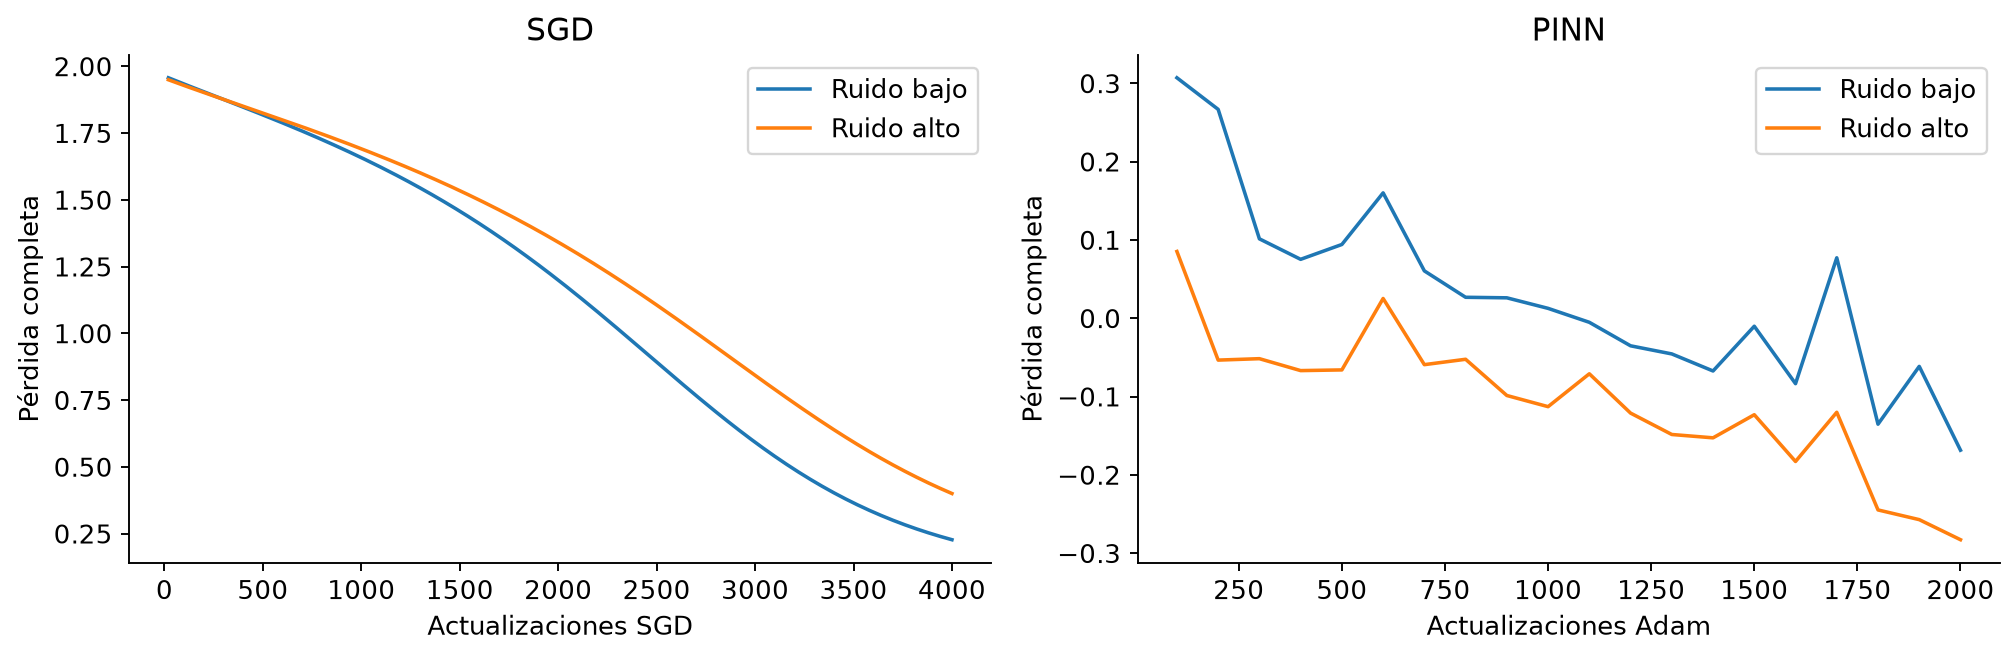 SGD
2.00
1.75
1.50
1.25
1.00
0.75
0.50
0.25
Pérdida completa
Ruido bajo
Ruido alto
0 500 1000 1500 2000 2500 3000 3500 4000
Actualizaciones SGD
PINN
0.3
0.2
0.1
0.0
−0.1
−0.2
−0.3
Pérdida completa
Ruido bajo
Ruido alto
250 500 750 1000 1250 1500 1750 2000
Actualizaciones Adam